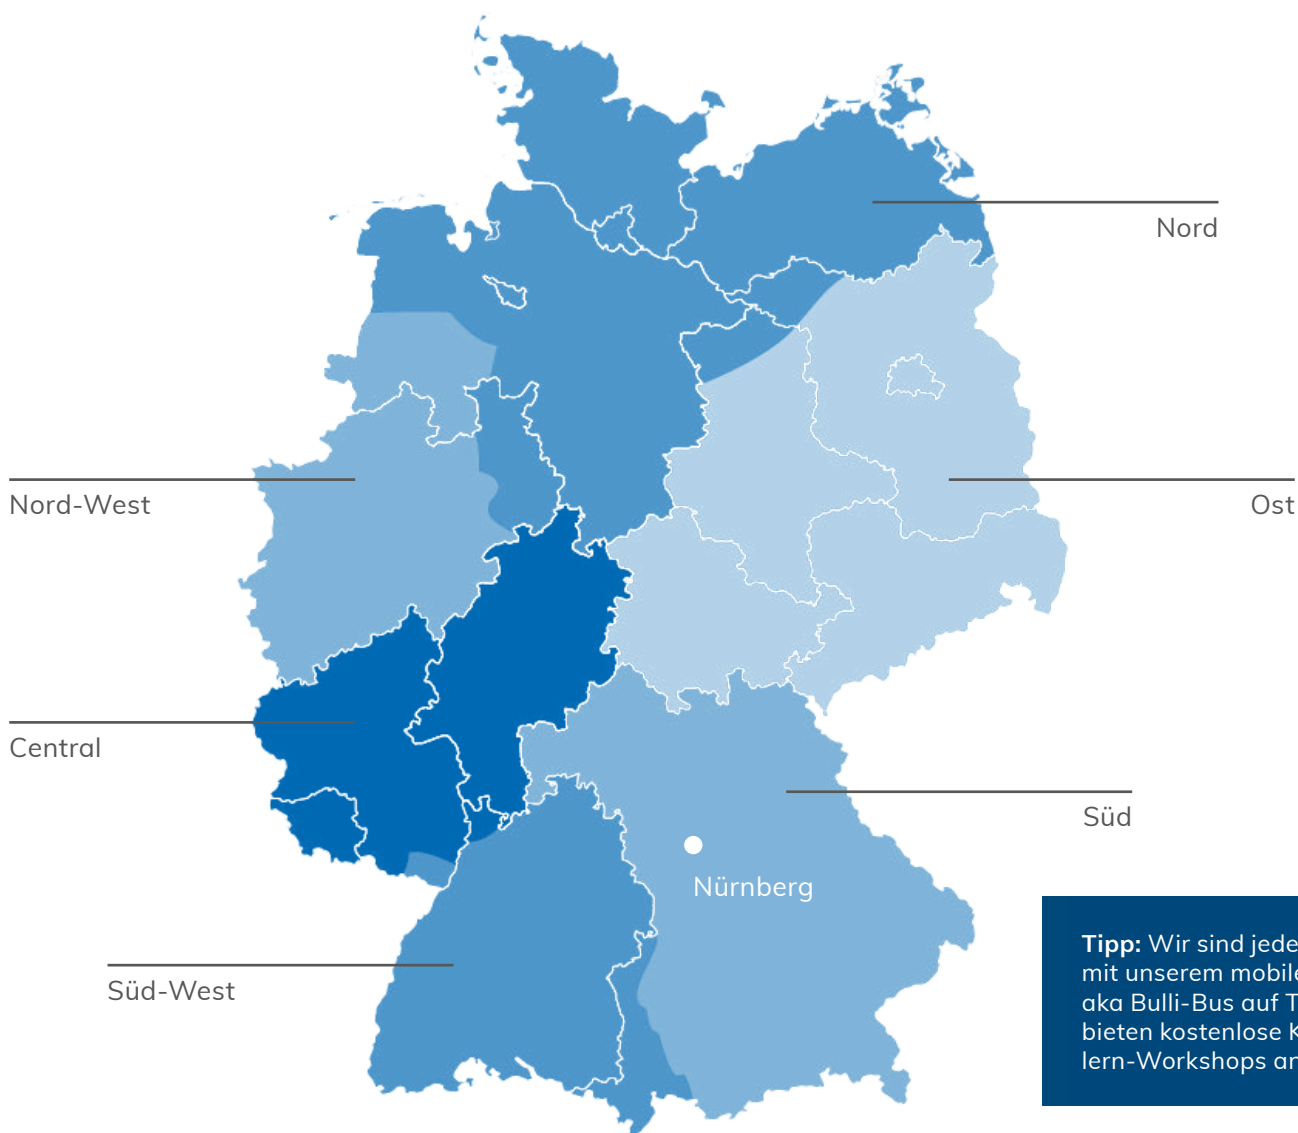 Nord
Nord-West
Ost
Central
Süd
Nürnberg
Süd-West
Tipp: Wir sind jede
mit unserem mobile
aka Bulli-Bus auf T
bieten kostenlose K
lern-Workshops an